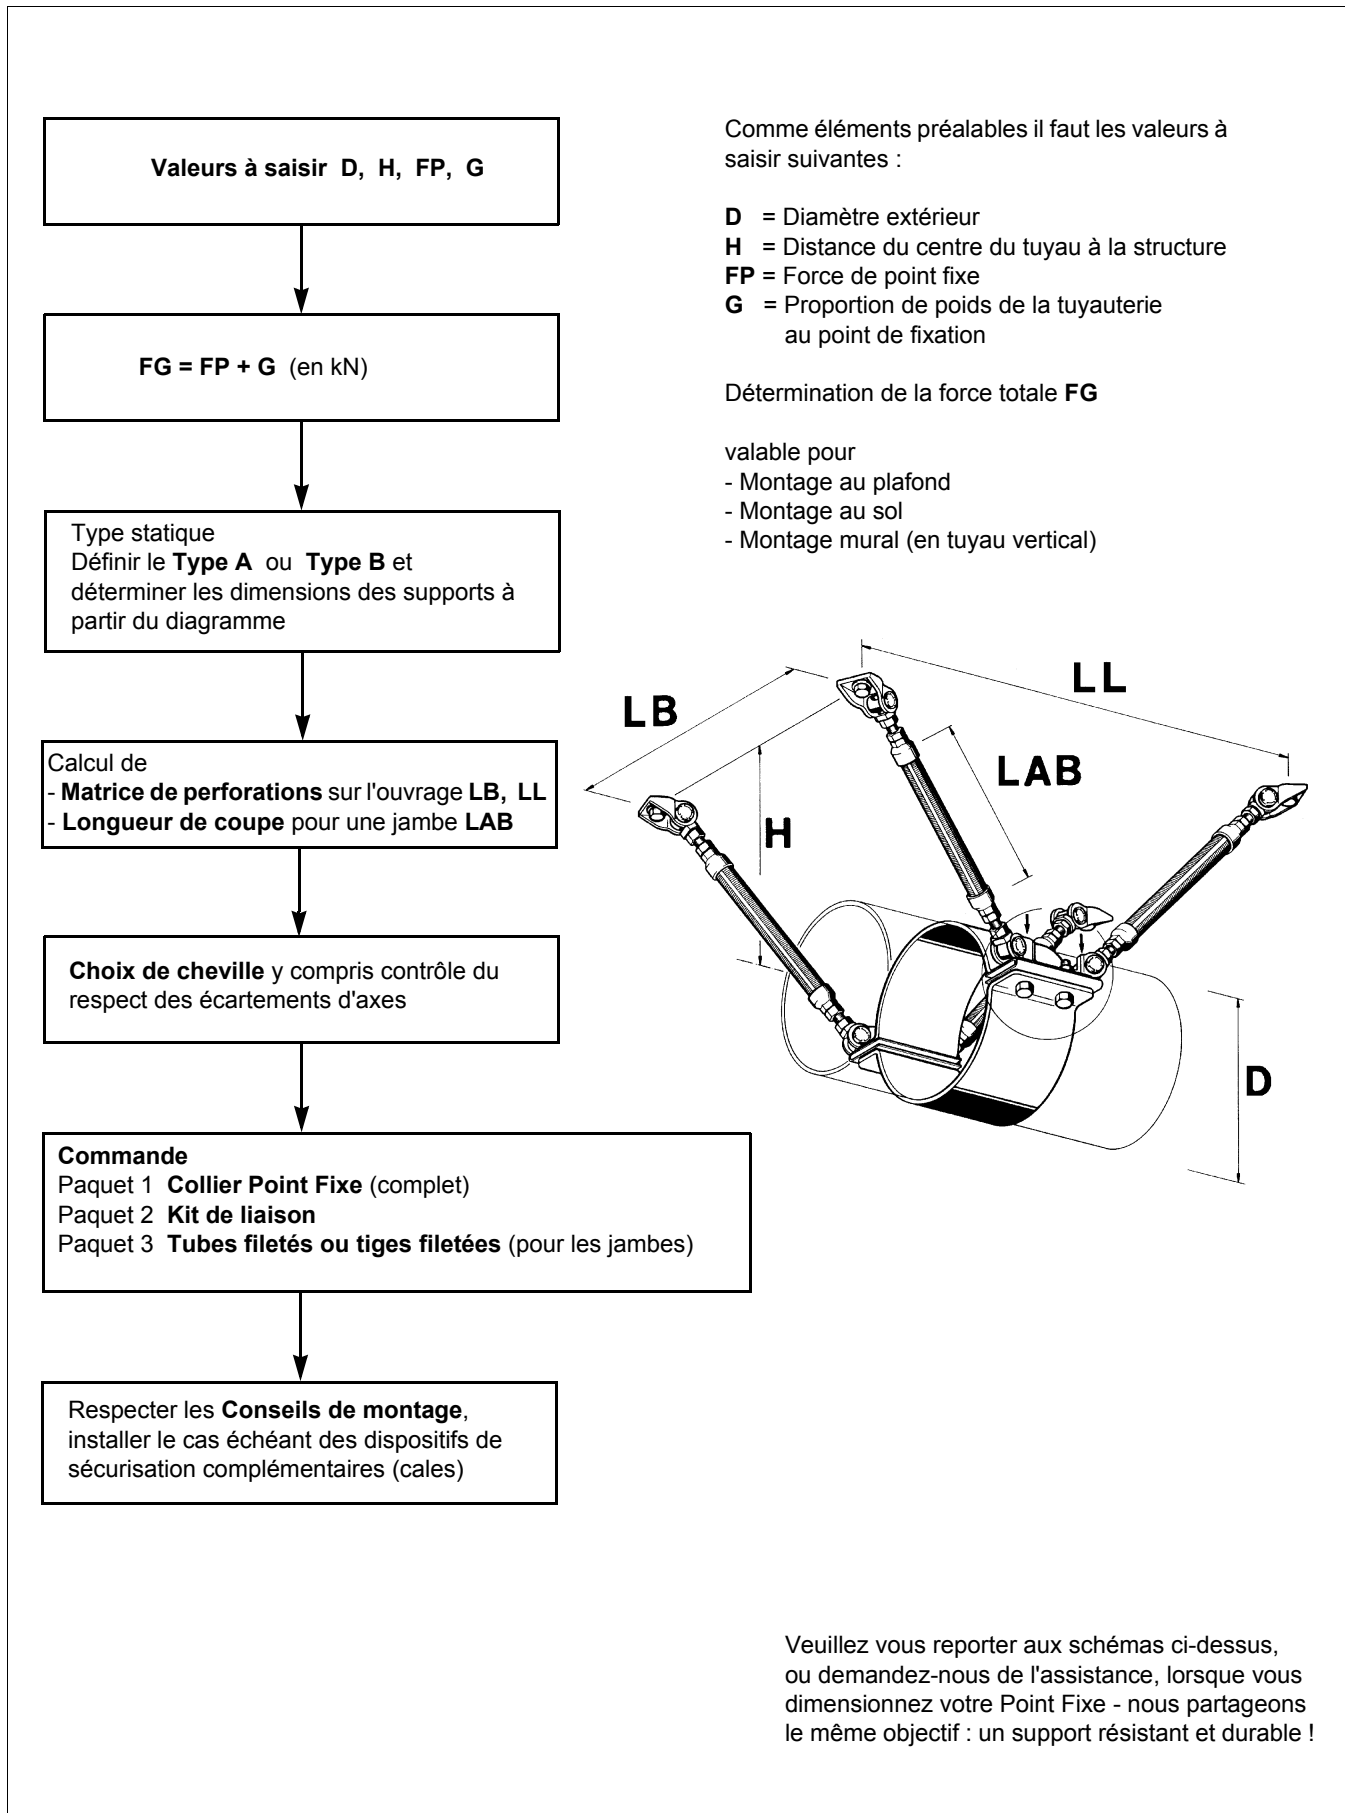 Valeurs à saisir D, H, FP, G
FG = FP + G (en kN)
Type statique
Définir le Type A ou Type B et
déterminer les dimensions des supports à
partir du diagramme
Calcul de
- Matrice de perforations sur l'ouvrage LB, LL
- Longueur de coupe pour une jambe LAB
Choix de cheville y compris contrôle du
respect des écartements d'axes
Commande
Paquet 1 Collier Point Fixe (complet)
Paquet 2 Kit de liaison
Paquet 3 Tubes filetés ou tiges filetées (pour les jambes)
Respecter les Conseils de montage,
installer le cas échéant des dispositifs de
sécurisation complémentaires (cales)
Comme éléments préalables il faut les valeurs à
saisir suivantes :
D = Diamètre extérieur
H = Distance du centre du tuyau à la structure
FP = Force de point fixe
G = Proportion de poids de la tuyauterie
au point de fixation
Détermination de la force totale FG
valable pour
- Montage au plafond
- Montage au sol
- Montage mural (en tuyau vertical)
LB
LL
LAB
H
D
Veuillez vous reporter aux schémas ci-dessus,
ou demandez-nous de l'assistance, lorsque vous
dimensionnez votre Point Fixe - nous partageons
le même objectif : un support résistant et durable !